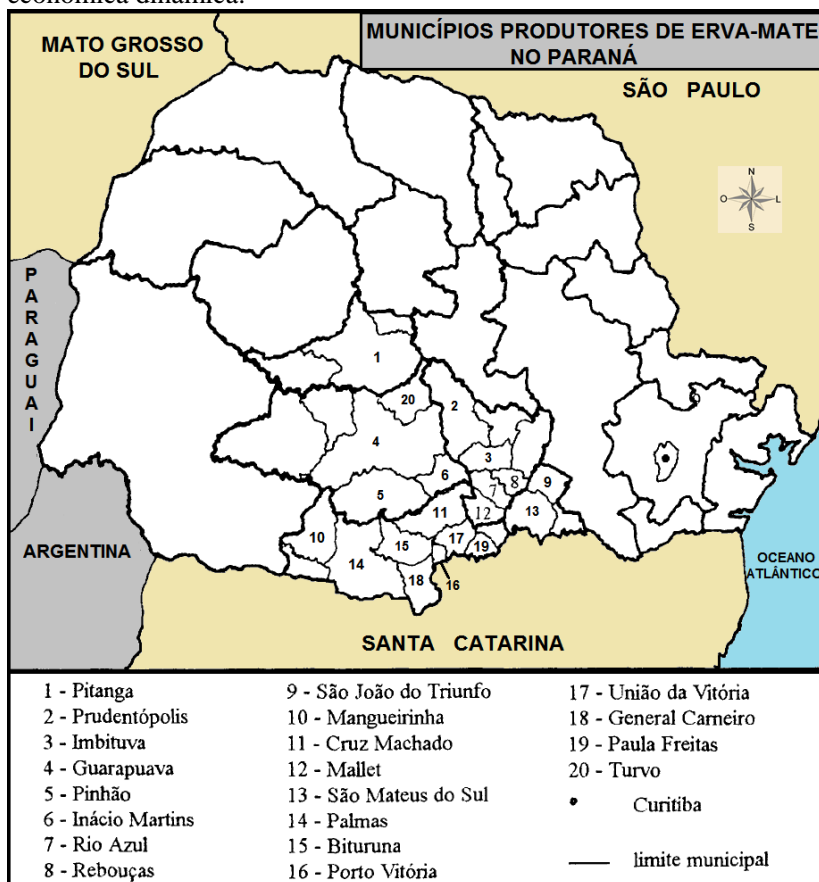 MUNICÍPIOS PRODUTORES DE ERVA-MATE
NO PARANÁ
MATO GROSSO
DO SUL
SÃO PAULO
N
O
L
S
PARAGUAI
1
20
2
4
3
6
7
8
9
5
11
12
13
10
17
15
19
14
16
18
ARGENTINA
OCEANO
ATLÂNTICO
SANTA CATARINA
1 - Pitanga
2 - Prudentópolis
3 - Imbituva
4 - Guarapuava
5 - Pinhão
6 - Inácio Martins
7 - Rio Azul
8 - Rebouças
9 - São João do Triunfo
10 - Mangueirinha
11 - Cruz Machado
12 - Mallet
13 - São Mateus do Sul
14 - Palmas
15 - Bituruna
16 - Porto Vitória
17 - União da Vitória
18 - General Carneiro
19 - Paula Freitas
20 - Turvo
Curitiba
limite municipal